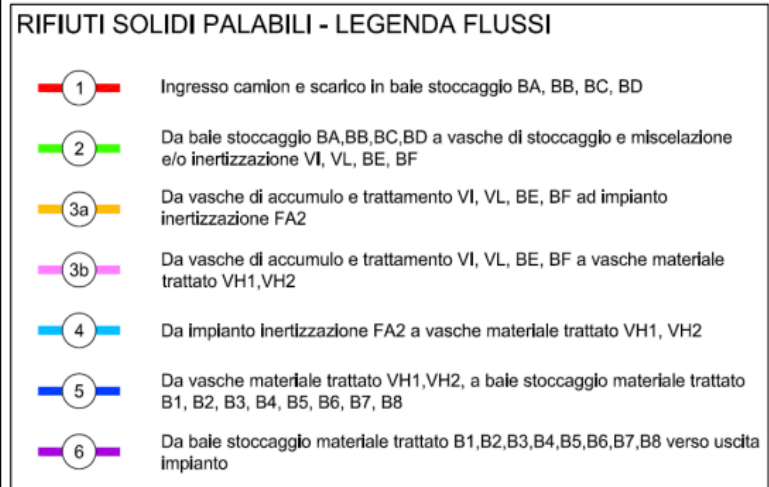 RIFIUTI SOLIDI PALABILI - LEGENDA FLUSSI
1 Ingresso camion e scarico in baie stoccaggio BA, BB, BC, BD
2 Da baie stoccaggio BA,BB,BC,BD a vasche di stoccaggio e miscelazione
e/o inertizzazione VI, VL, BE, BF
3a Da vasche di accumulo e trattamento VI, VL, BE, BF ad impianto
inertizzazione FA2
3b Da vasche di accumulo e trattamento VI, VL, BE, BF a vasche materiale
trattato VH1,VH2
4 Da impianto inertizzazione FA2 a vasche materiale trattato VH1, VH2
5 Da vasche materiale trattato VH1,VH2, a baie stoccaggio materiale trattato
B1, B2, B3, B4, B5, B6, B7, B8
6 Da baie stoccaggio materiale trattato B1,B2,B3,B4,B5,B6,B7,B8 verso uscita
impianto